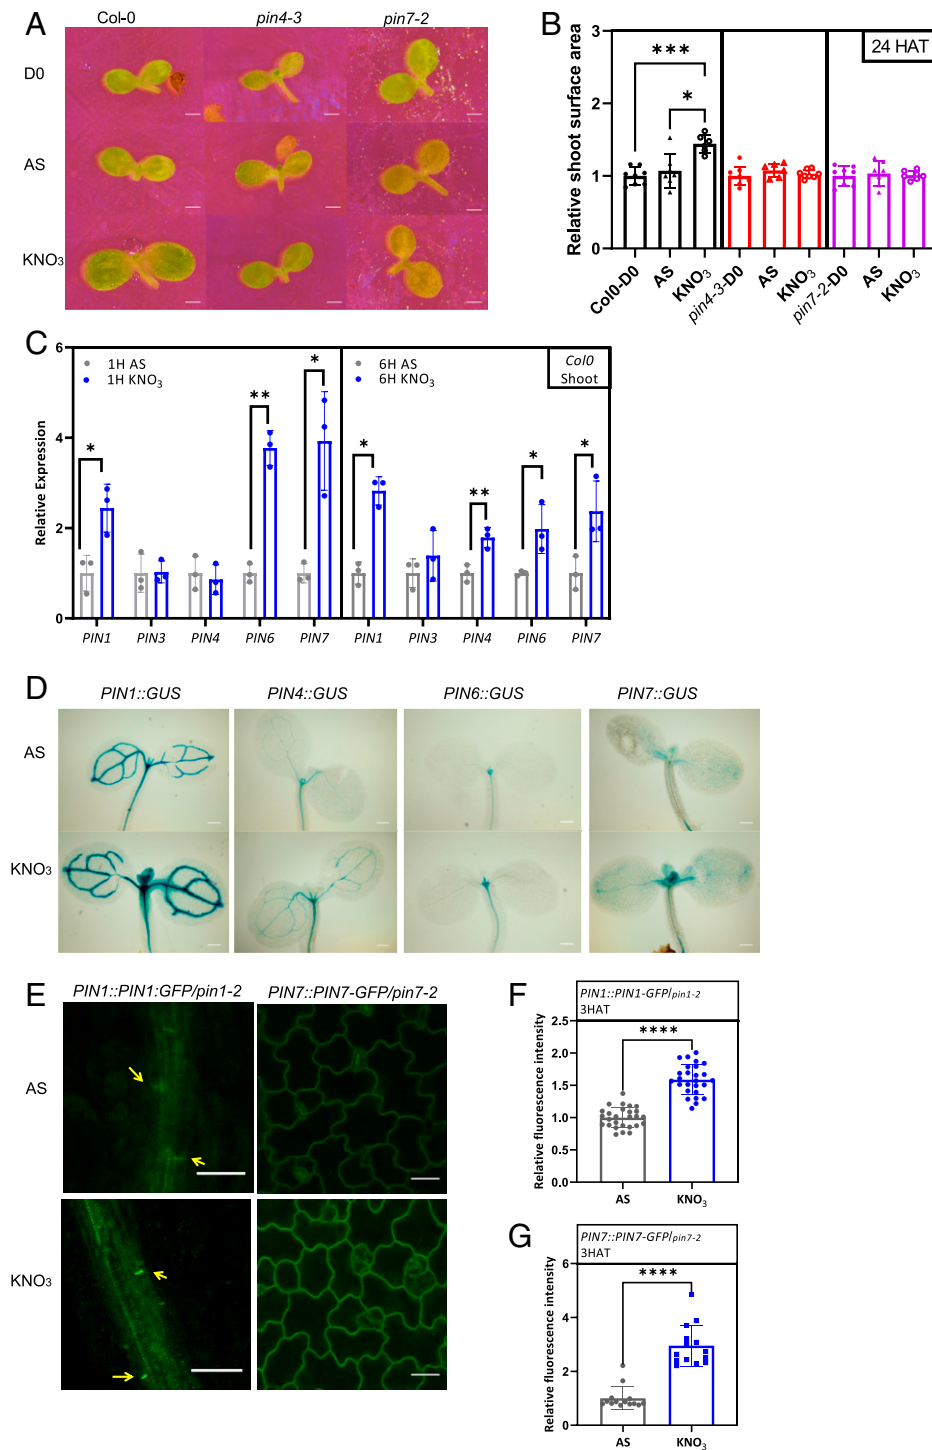 A
Col-0 pin4-3 pin7-2
D0
AS
KNO3
B
Relative shoot surface area
3
2
1
0
24 HAT
***
*
Col0-D0 AS KNO3 pin4-3-D0 AS KNO3 pin7-2-D0 AS KNO3
C
Relative Expression
6
4
2
0
1H AS
1H KNO3
6H AS
6H KNO3
Col0
Shoot
* ** * * ** * *
PIN1 PIN3 PIN4 PIN6 PIN7 PIN1 PIN3 PIN4 PIN6 PIN7
D
PIN1::GUS PIN4::GUS PIN6::GUS PIN7::GUS
AS
KNO3
E
PIN1::PIN1:GFP/pin1-2 PIN7::PIN7-GFP/pin7-2
AS
KNO3
F
PIN1::PIN1-GFP/pin1-2
3HAT
Relative fluorescence intensity
2.5
2.0
1.5
1.0
0.5
0.0
****
AS KNO3
G
PIN7::PIN7-GFP/pin7-2
3HAT
Relative fluorescence intensity
6
4
2
0
****
AS KNO3